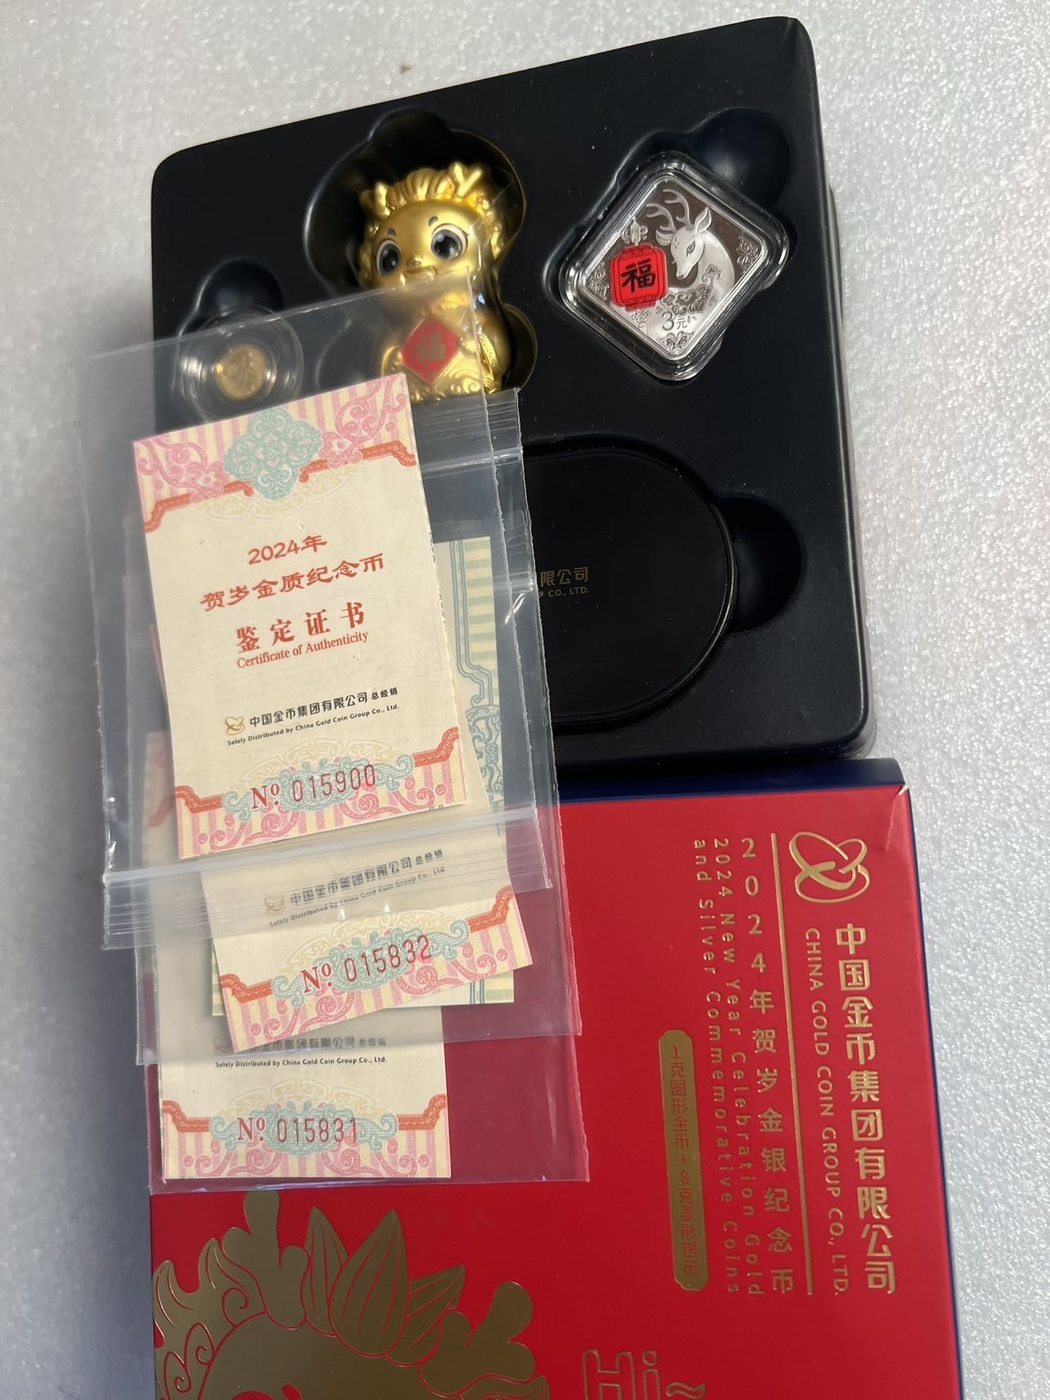 福
3元
福
限公司
P CO., LTD.
2024年
贺岁金质纪念币
鉴定证书
Certificate of Authenticity
中国金币集团有限公司 总经销
Solely Distributed by China Gold Coin Group Co., Ltd.
№ 015900
中国金币集团有限公司 总经销
Solely Distributed by China Gold Coin Group Co., Ltd.
№ 015832
中国金币集团有限公司 总经销
Solely Distributed by China Gold Coin Group Co., Ltd.
№ 015831
中国金币集团有限公司
CHINA GOLD COIN GROUP CO., LTD.
2024年贺岁金银纪念币
2024 New Year Celebration Gold
and Silver Commemorative Coins
1克圆形金币+8克菱形银币
Hi~